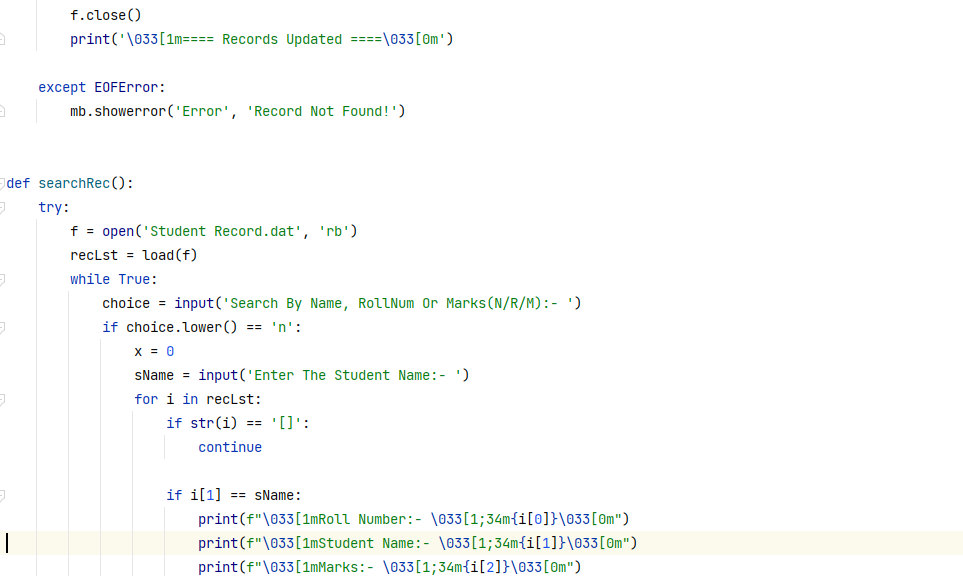 f.close()
print('\033[1m==== Records Updated ====\033[0m')
except EOFError:
mb.showerror('Error', 'Record Not Found!')
def searchRec():
try:
f = open('Student Record.dat', 'rb')
recLst = load(f)
while True:
choice = input('Search By Name, RollNum Or Marks(N/R/M):- ')
if choice.lower() == 'n':
x = 0
sName = input('Enter The Student Name:- ')
for i in recLst:
if str(i) == '[]':
continue
if i[1] == sName:
print(f"\033[1mRoll Number:- \033[1;34m{i[0]}\033[0m")
print(f"\033[1mStudent Name:- \033[1;34m{i[1]}\033[0m")
print(f"\033[1mMarks:- \033[1;34m{i[2]}\033[0m")